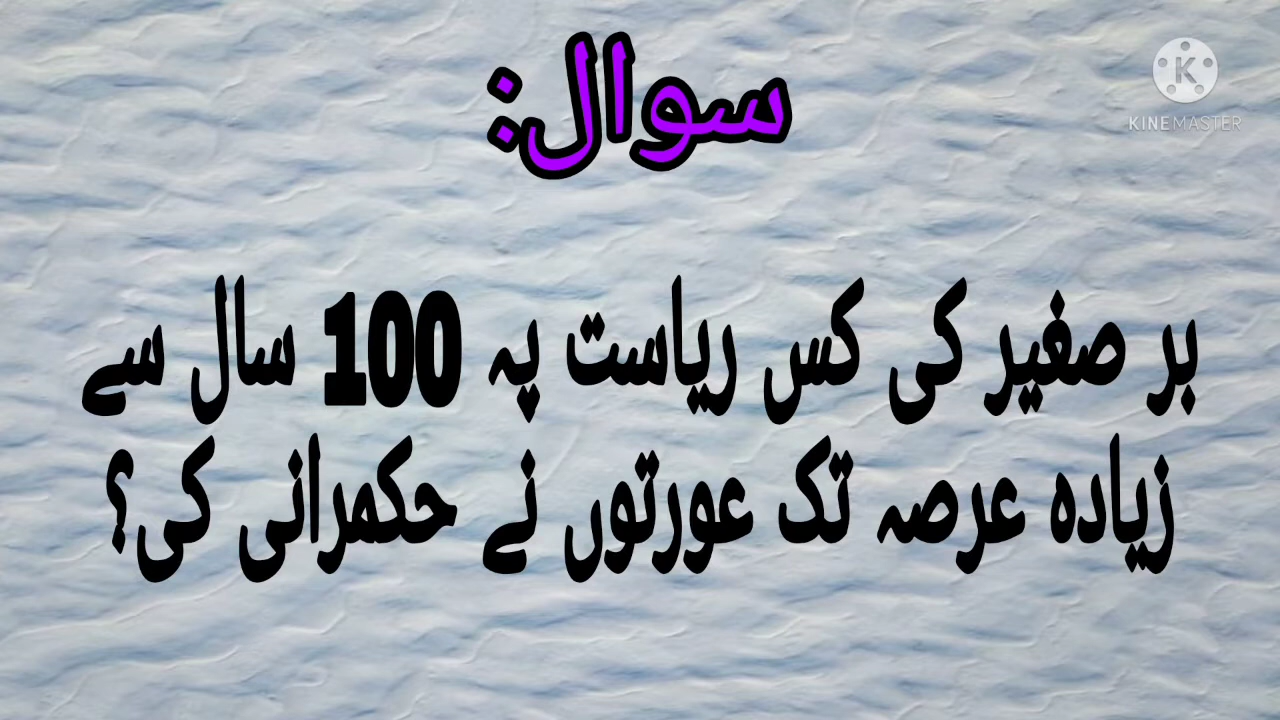 سوال:
KINEMASTER
بر صغیر کی کس ریاست پہ 100 سال سے
زیادہ عرصہ تک عورتوں نے حکمرانی کی؟